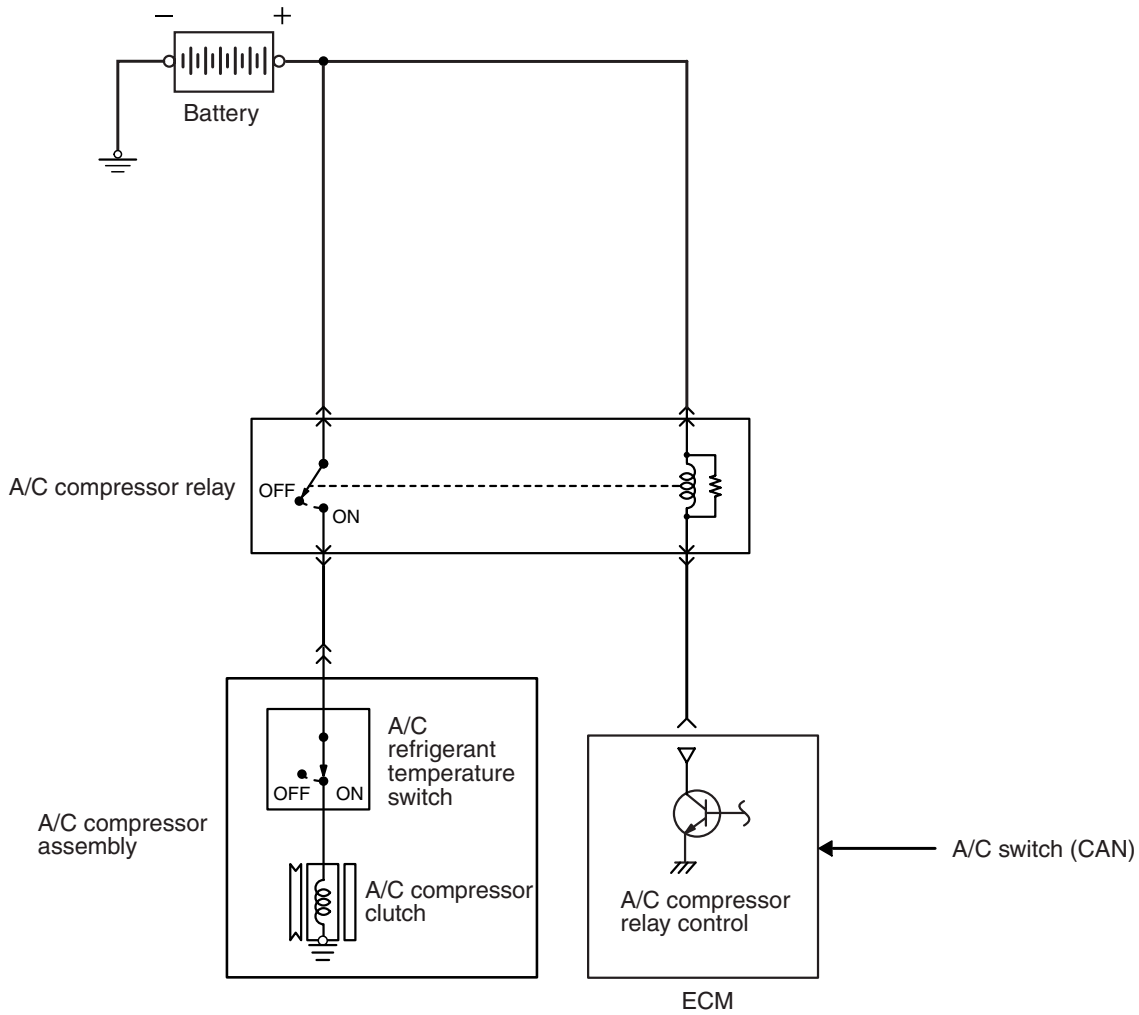 − +
Battery
A/C compressor relay
OFF
ON
A/C
refrigerant
temperature
switch
OFF ON
A/C compressor
assembly
A/C compressor
clutch
A/C switch (CAN)
A/C compressor
relay control
ECM